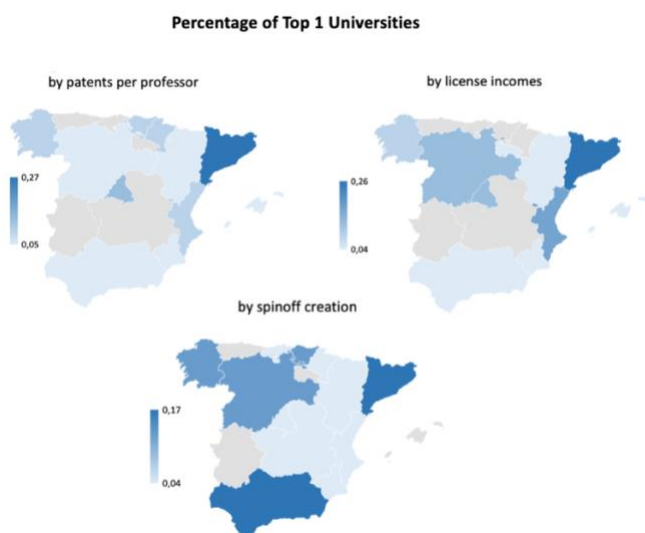 Percentage of Top 1 Universities
by patents per professor
by license incomes
0,27
0,05
0,26
0,04
by spinoff creation
0,17
0,04